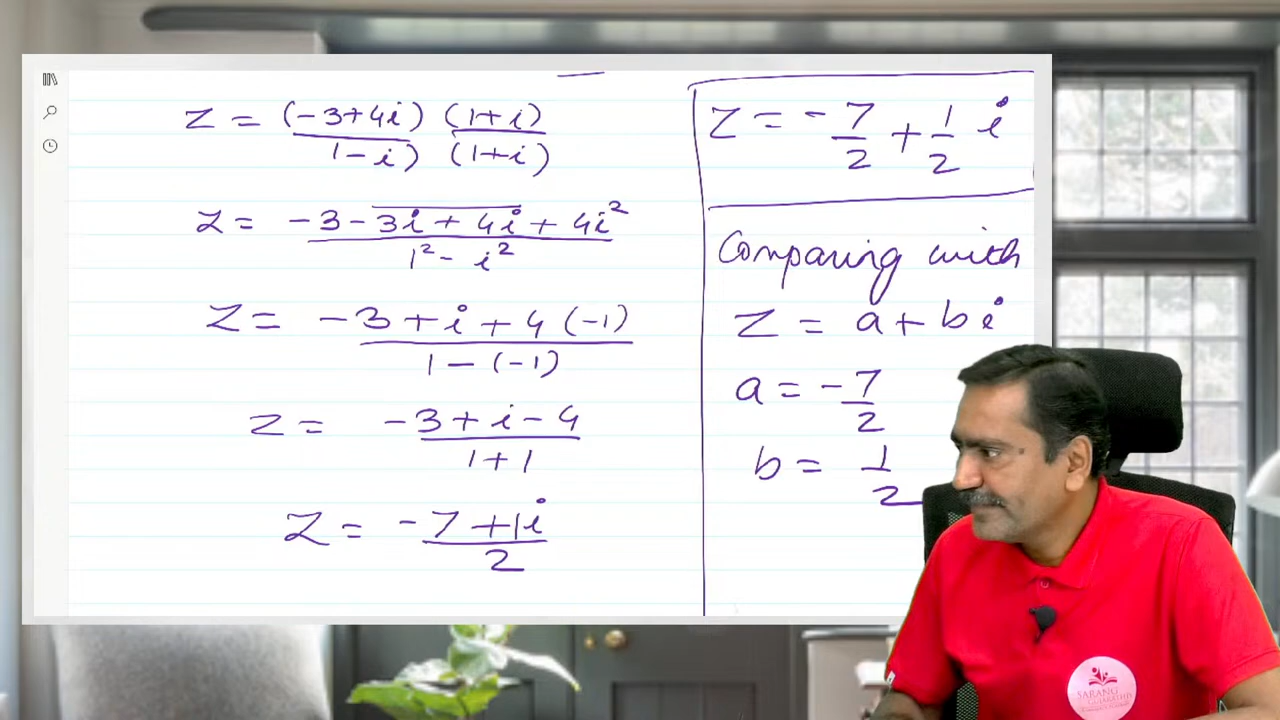 z = (-3+4i) (1+i)
1-i) (1+i)
z = -3-3i+4i+4i²
1²-i²
z = -3+i+4(-1)
1-(-1)
z = -3+i-4
1+1
z = -7+1i
2
z = -7/2 + 1/2 i
Comparing with
z = a+bi
a = -7/2
b = 1/2
SARANG